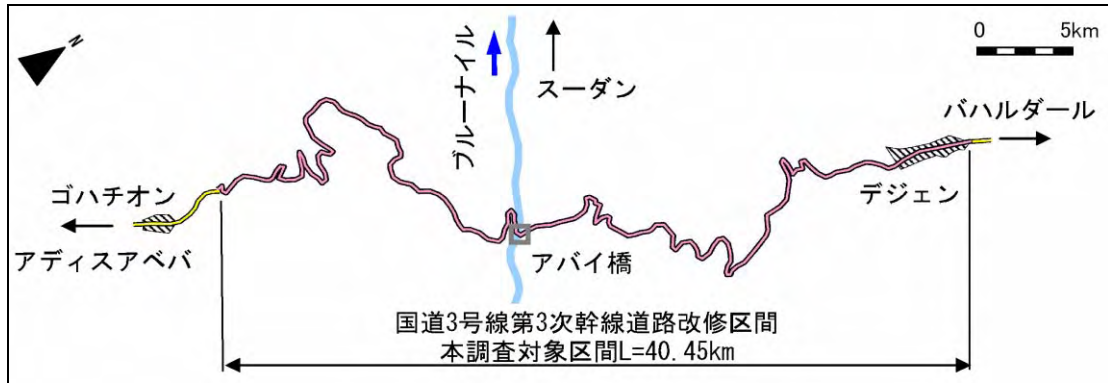 N
0 5km
ブルーナイル
スーダン
バハルダール
デジェン
ゴハチオン
アディスアベバ
アバイ橋
国道3号線第3次幹線道路改修区間
本調査対象区間L=40.45km